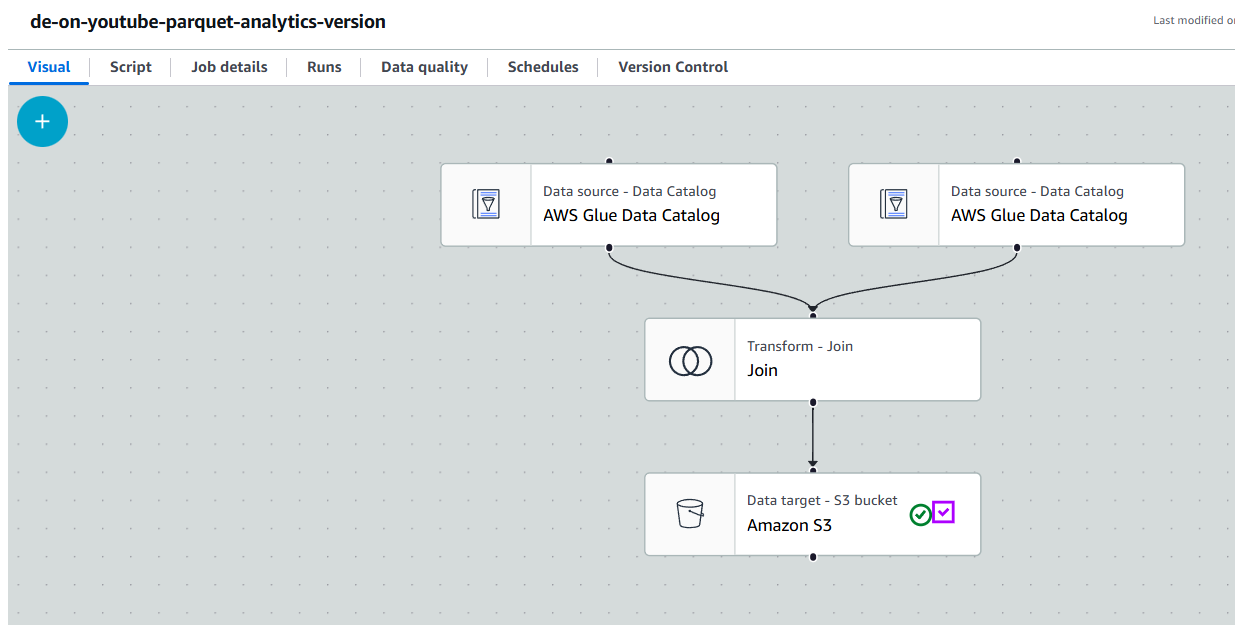 de-on-youtube-parquet-analytics-version
Last modified o
Visual Script Job details Runs Data quality Schedules Version Control
Data source - Data Catalog
AWS Glue Data Catalog
Data source - Data Catalog
AWS Glue Data Catalog
Transform - Join
Join
Data target - S3 bucket
Amazon S3